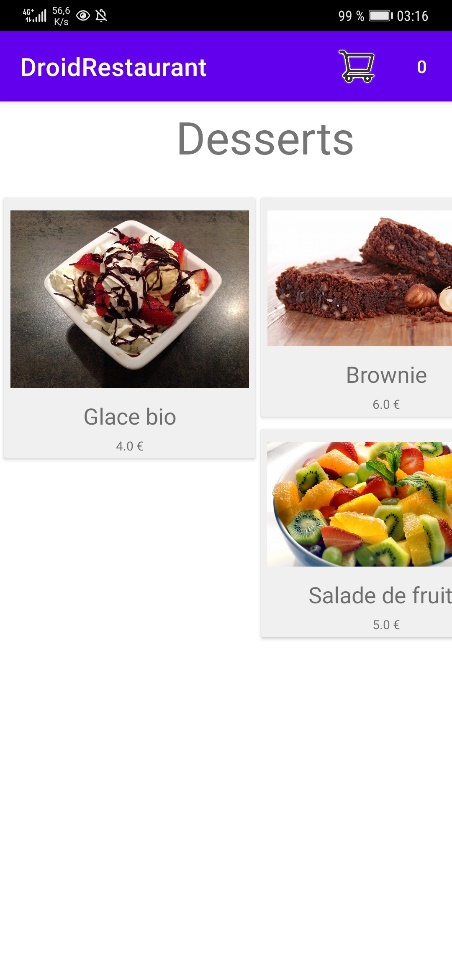 4G+ 56,6 K/s 99 % 03:16
DroidRestaurant 0
Desserts
Glace bio
4.0 €
Brownie
6.0 €
Salade de fruit
5.0 €